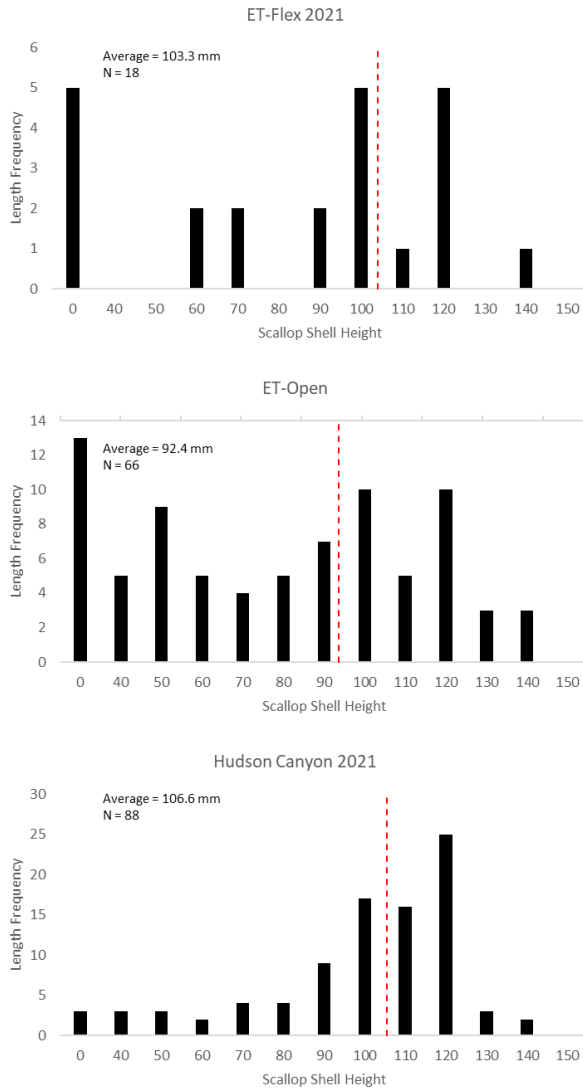 ET-Flex 2021
Average = 103.3 mm
N = 18
Length Frequency
6
5
4
3
2
1
0
0 40 50 60 70 80 90 100 110 120 130 140 150
Scallop Shell Height
ET-Open
Average = 92.4 mm
N = 66
Length Frequency
14
12
10
8
6
4
2
0
0 40 50 60 70 80 90 100 110 120 130 140 150
Scallop Shell Height
Hudson Canyon 2021
Average = 106.6 mm
N = 88
Length Frequency
30
25
20
15
10
5
0
0 40 50 60 70 80 90 100 110 120 130 140 150
Scallop Shell Height